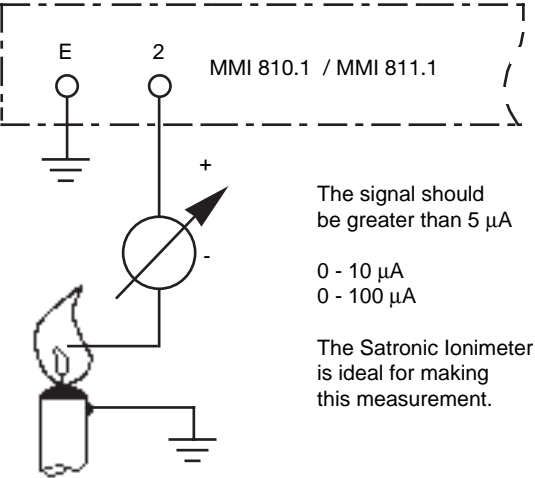 E
2
MMI 810.1 / MMI 811.1
+
-
The signal should
be greater than 5 µA
0 - 10 µA
0 - 100 µA
The Satronic Ionimeter
is ideal for making
this measurement.